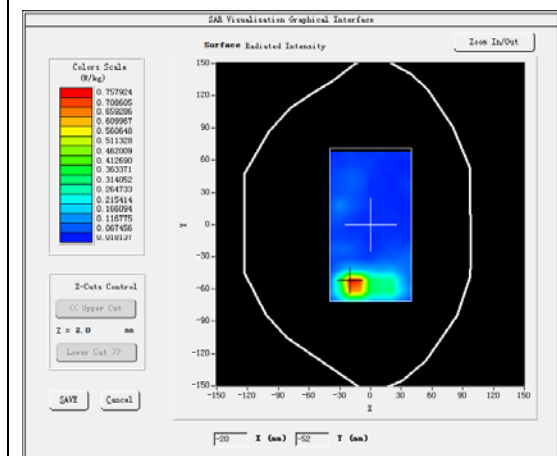 SAR Visualisation Graphical Interface
Surface Radiated Intensity
Zoom In/Out
Colors Scale
(W/kg)
0.757924
0.708605
0.659286
0.609967
0.560648
0.511328
0.462009
0.412690
0.363371
0.314052
0.264733
0.215414
0.166094
0.116775
0.067456
0.018137
150
120
90
60
30
0
-30
-60
-90
-120
-150
Y
-150 -120 -90 -60 -30 0 30 60 90 120 150
X
Z-Cuts Control
<< Upper Cut
Z = 2.0 mm
Lower Cut >>
SAVE Cancel
-20 X (mm) -52 Y (mm)